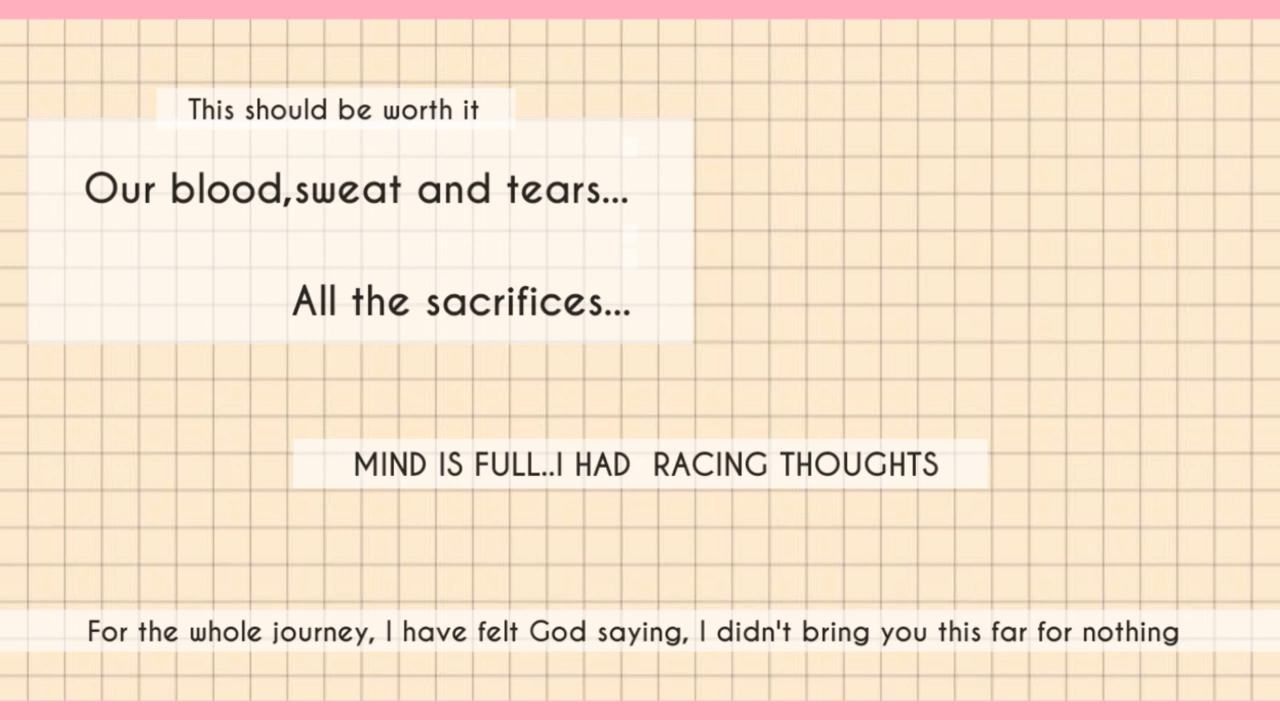 This should be worth it
Our blood,sweat and tears...
All the sacrifices...
MIND IS FULL..I HAD  RACING THOUGHTS
For the whole journey, I have felt God saying, I didn't bring you this far for nothing